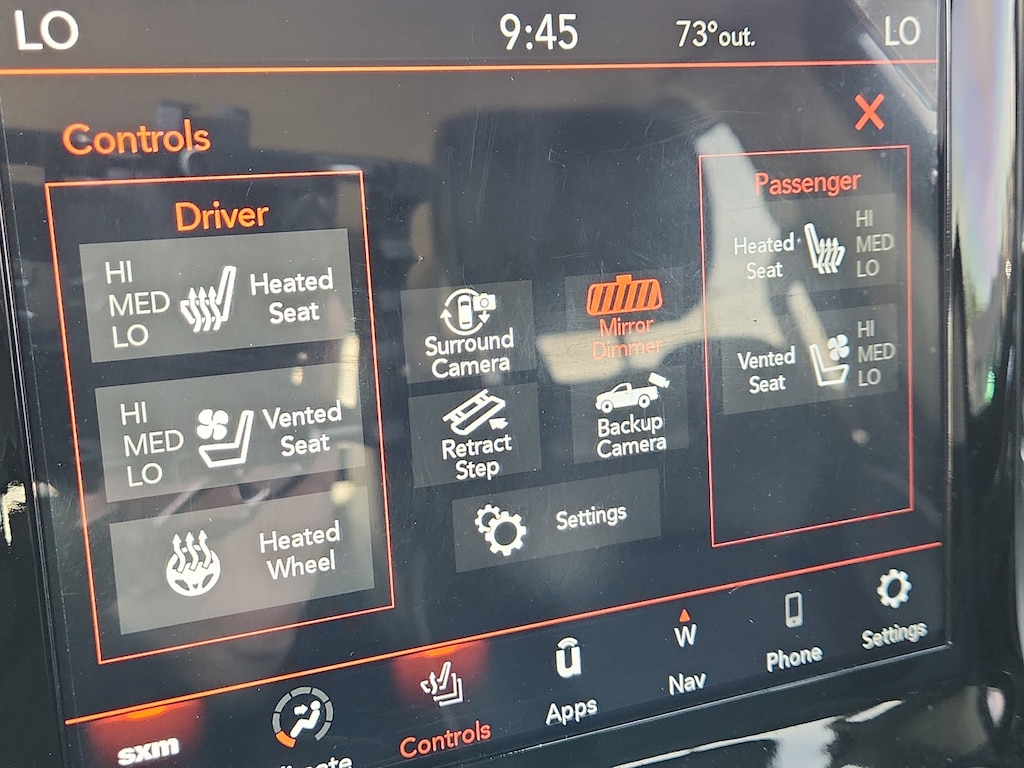 LO
9:45
73°out.
LO
Controls
X
Driver
HI
MED
LO
Heated
Seat
HI
MED
LO
Vented
Seat
Heated
Wheel
Surround
Camera
Mirror
Dimmer
Retract
Step
Backup
Camera
Settings
Passenger
Heated
Seat
HI
MED
LO
Vented
Seat
HI
MED
LO
sxm
Controls
Apps
W
Nav
Phone
Settings